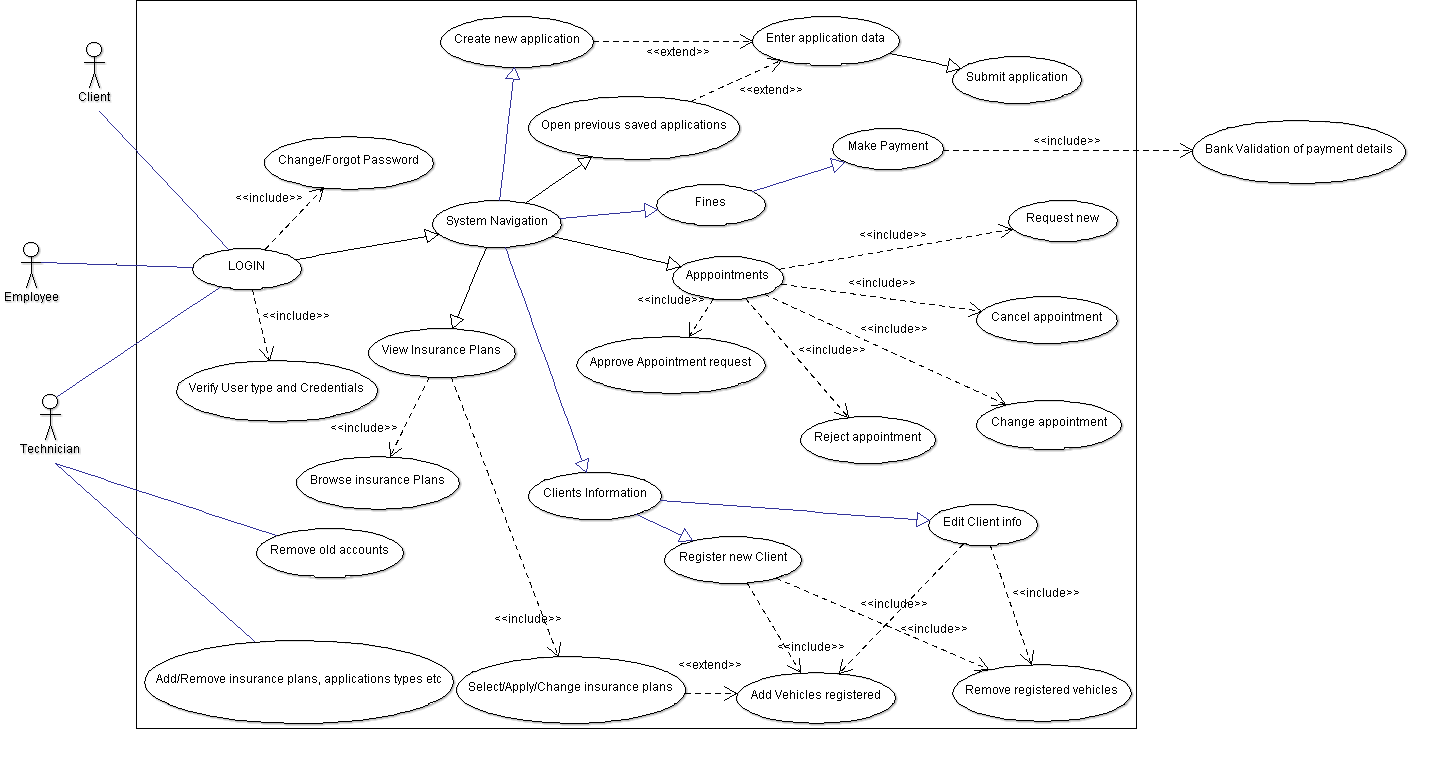 Create new application
Enter application data
<<extend>>
Submit application
Client
<<extend>>
Open previous saved applications
Change/Forgot Password
Make Payment
<<include>>
Bank Validation of payment details
<<include>>
Fines
System Navigation
Request new
<<include>>
LOGIN
Apppointments
Employee
<<include>>
<<include>>
<<include>>
Cancel appointment
<<include>>
View Insurance Plans
<<include>>
Approve Appointment request
Verify User type and Credentials
<<include>>
Reject appointment
Change appointment
Technician
Browse insurance Plans
Clients Information
Edit Client info
Remove old accounts
Register new Client
<<include>>
<<include>>
<<include>>
<<include>>
<<include>>
<<extend>>
Add/Remove insurance plans, applications types etc
Select/Apply/Change insurance plans
Add Vehicles registered
Remove registered vehicles